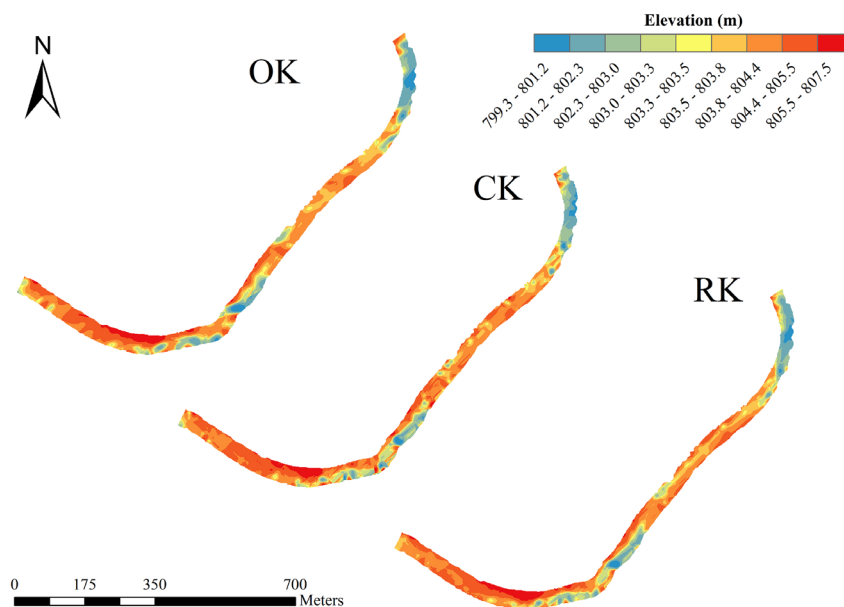 Elevation (m)
799.3 - 801.2
801.2 - 802.3
802.3 - 803.0
803.0 - 803.3
803.3 - 803.5
803.5 - 803.8
803.8 - 804.4
804.4 - 805.5
805.5 - 807.5
N
OK
CK
RK
0 175 350 700
Meters